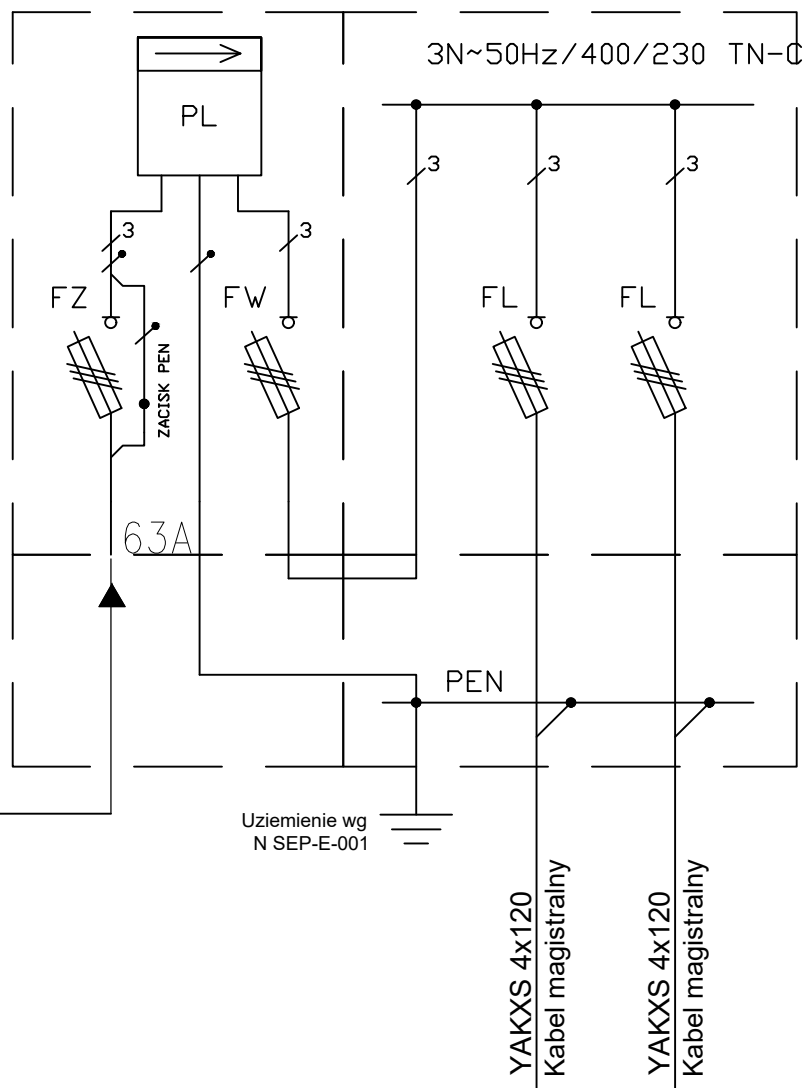 3N~50Hz/400/230 TN-C
PL
3
3
3
3
3
FZ
FW
FL
FL
ZACISK PEN
63A
PEN
Uziemienie wg
N SEP-E-001
YAKXS 4x120
Kabel magistralny
YAKXS 4x120
Kabel magistralny